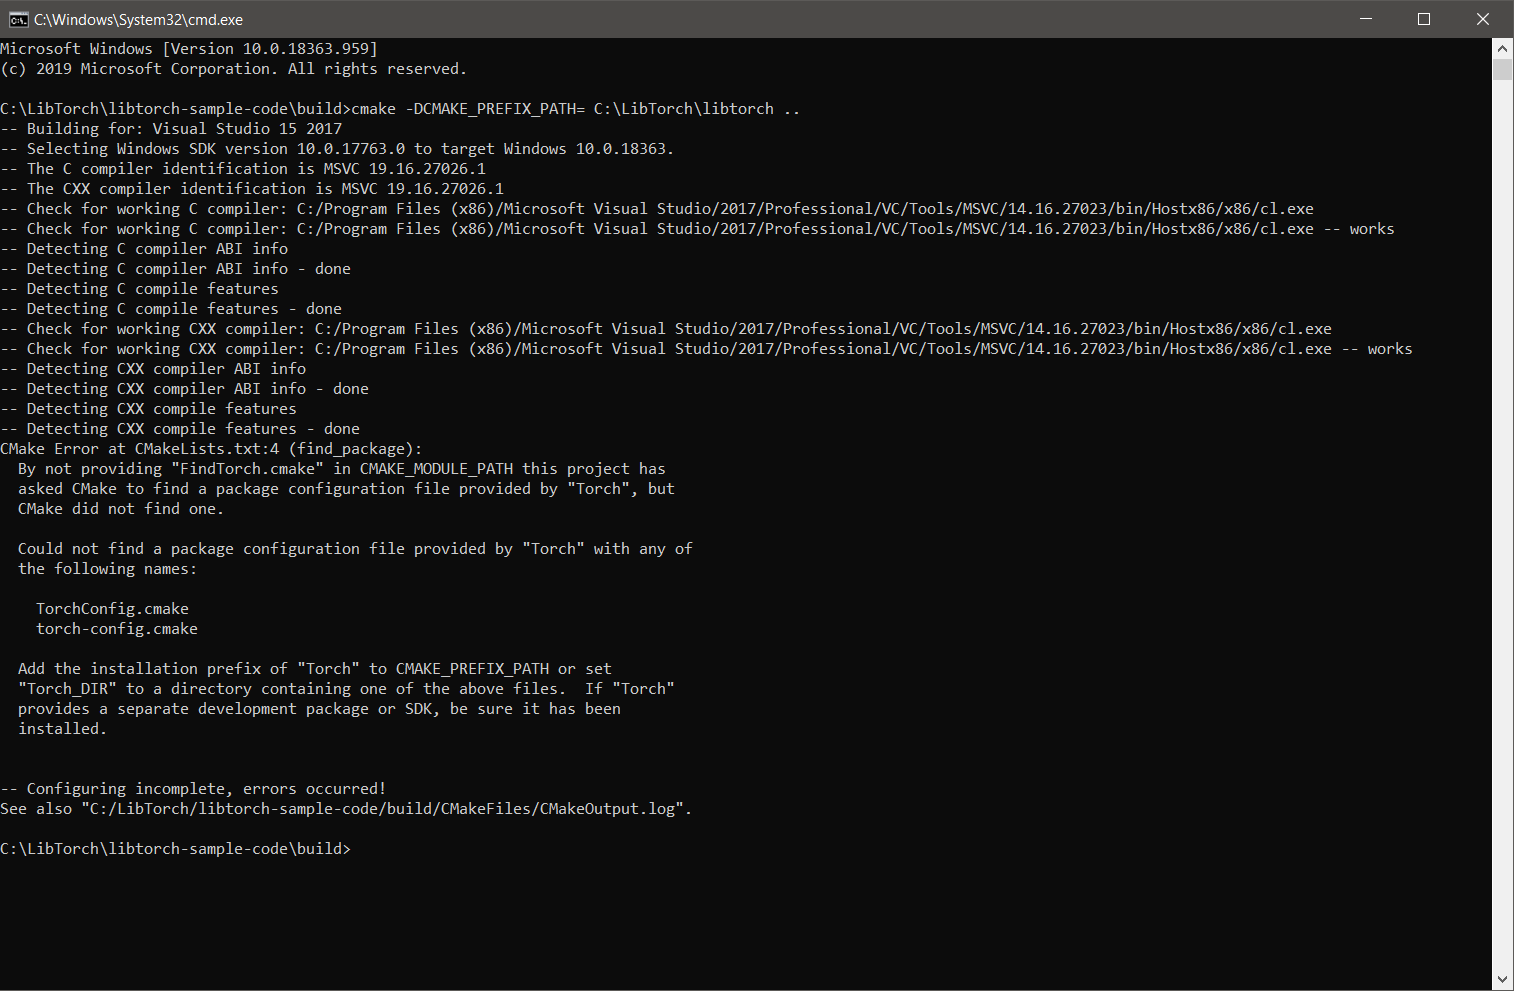 C:\Windows\System32\cmd.exe
Microsoft Windows [Version 10.0.18363.959]
(c) 2019 Microsoft Corporation. All rights reserved.
C:\LibTorch\libtorch-sample-code\build>cmake -DCMAKE_PREFIX_PATH= C:\LibTorch\libtorch ..
-- Building for: Visual Studio 15 2017
-- Selecting Windows SDK version 10.0.17763.0 to target Windows 10.0.18363.
-- The C compiler identification is MSVC 19.16.27026.1
-- The CXX compiler identification is MSVC 19.16.27026.1
-- Check for working C compiler: C:/Program Files (x86)/Microsoft Visual Studio/2017/Professional/VC/Tools/MSVC/14.16.27023/bin/Hostx86/x86/cl.exe
-- Check for working C compiler: C:/Program Files (x86)/Microsoft Visual Studio/2017/Professional/VC/Tools/MSVC/14.16.27023/bin/Hostx86/x86/cl.exe -- works
-- Detecting C compiler ABI info
-- Detecting C compiler ABI info - done
-- Detecting C compile features
-- Detecting C compile features - done
-- Check for working CXX compiler: C:/Program Files (x86)/Microsoft Visual Studio/2017/Professional/VC/Tools/MSVC/14.16.27023/bin/Hostx86/x86/cl.exe
-- Check for working CXX compiler: C:/Program Files (x86)/Microsoft Visual Studio/2017/Professional/VC/Tools/MSVC/14.16.27023/bin/Hostx86/x86/cl.exe -- works
-- Detecting CXX compiler ABI info
-- Detecting CXX compiler ABI info - done
-- Detecting CXX compile features
-- Detecting CXX compile features - done
CMake Error at CMakeLists.txt:4 (find_package):
  By not providing "FindTorch.cmake" in CMAKE_MODULE_PATH this project has
  asked CMake to find a package configuration file provided by "Torch", but
  CMake did not find one.
  Could not find a package configuration file provided by "Torch" with any of
  the following names:
    TorchConfig.cmake
    torch-config.cmake
  Add the installation prefix of "Torch" to CMAKE_PREFIX_PATH or set
  "Torch_DIR" to a directory containing one of the above files.  If "Torch"
  provides a separate development package or SDK, be sure it has been
  installed.
-- Configuring incomplete, errors occurred!
See also "C:/LibTorch/libtorch-sample-code/build/CMakeFiles/CMakeOutput.log".
C:\LibTorch\libtorch-sample-code\build>